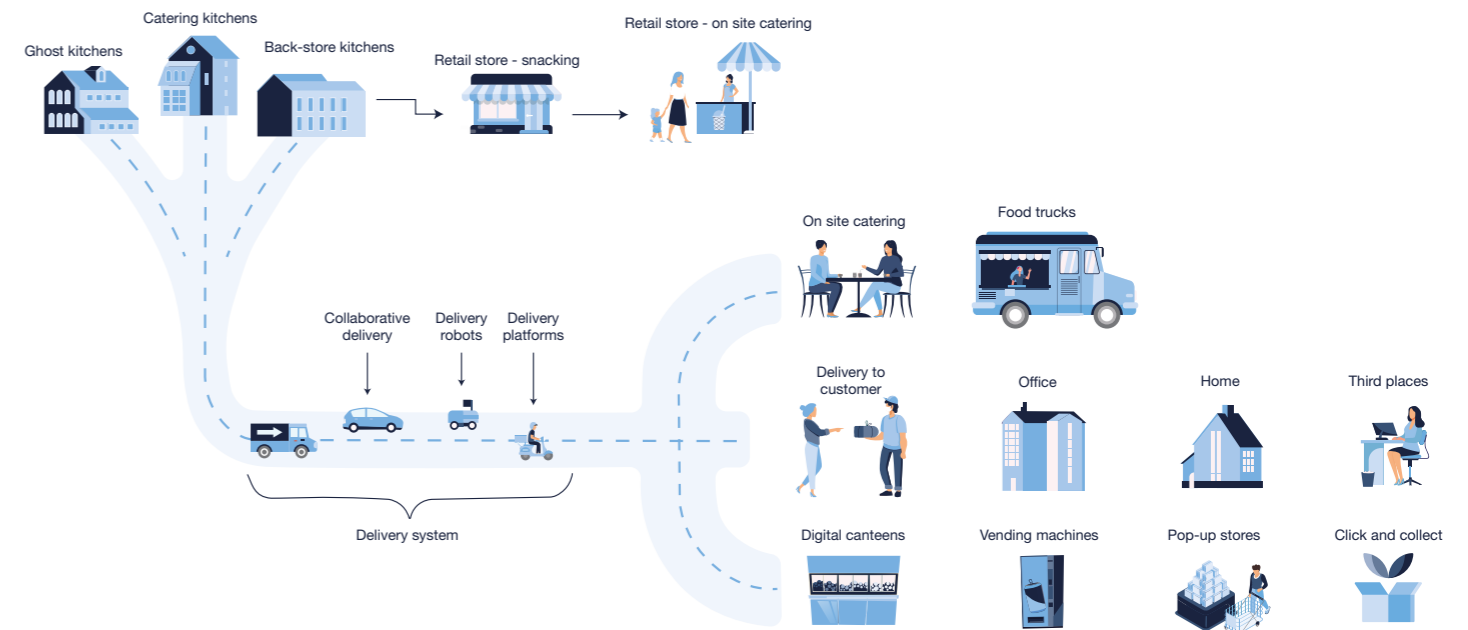 Catering kitchens
Ghost kitchens
Back-store kitchens
Retail store - snacking
Retail store - on site catering
On site catering
Food trucks
Collaborative
delivery
Delivery
robots
Delivery
platforms
Delivery system
Delivery to
customer
Office
Home
Third places
Digital canteens
Vending machines
Pop-up stores
Click and collect